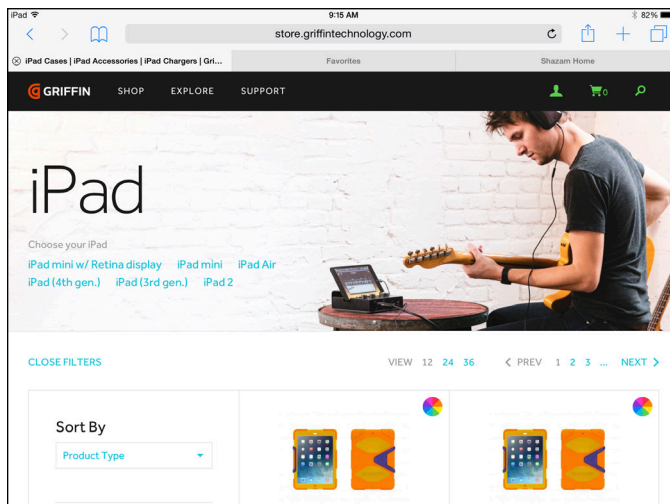 iPad 9:15 AM 82%
store.griffintechnology.com
iPad Cases | iPad Accessories | iPad Chargers | Gri... Favorites Shazam Home
GRIFFIN SHOP EXPLORE SUPPORT 0
iPad
Choose your iPad
iPad mini w/ Retina display iPad mini iPad Air
iPad (4th gen.) iPad (3rd gen.) iPad 2
CLOSE FILTERS VIEW 12 24 36 PREV 1 2 3 ... NEXT
Sort By
Product Type